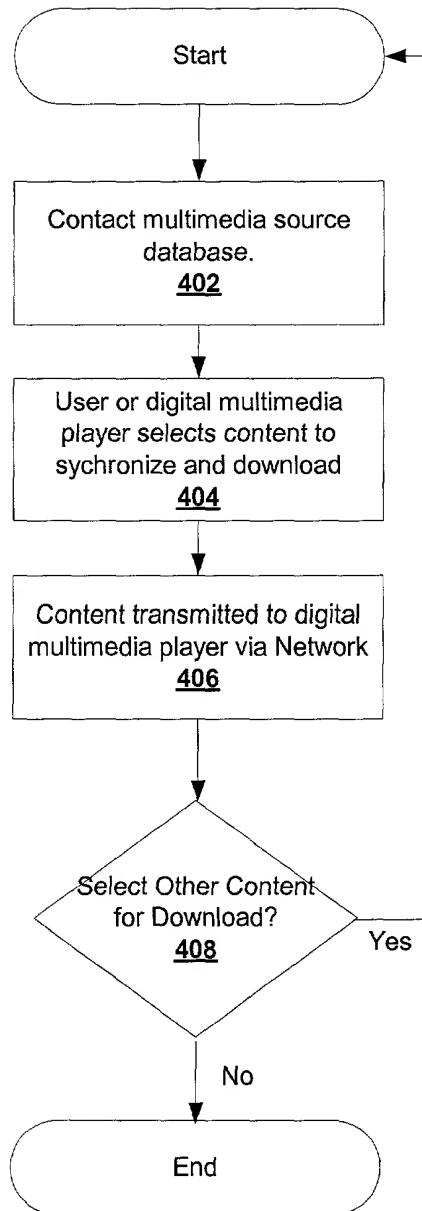 Start
Contact multimedia source
database.
402
User or digital multimedia
player selects content to
sychronize and download
404
Content transmitted to digital
multimedia player via Network
406
Select Other Content
for Download?
408
Yes
No
End